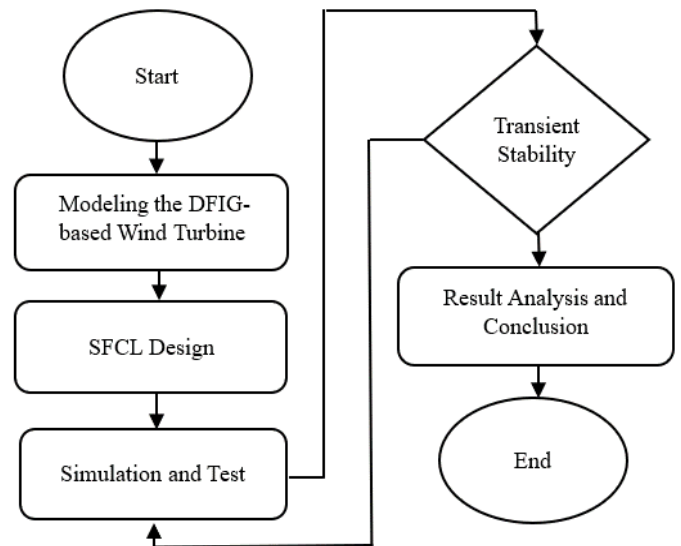 Start
Modeling the DFIG-
based Wind Turbine
SFCL Design
Simulation and Test
Transient
Stability
Result Analysis and
Conclusion
End